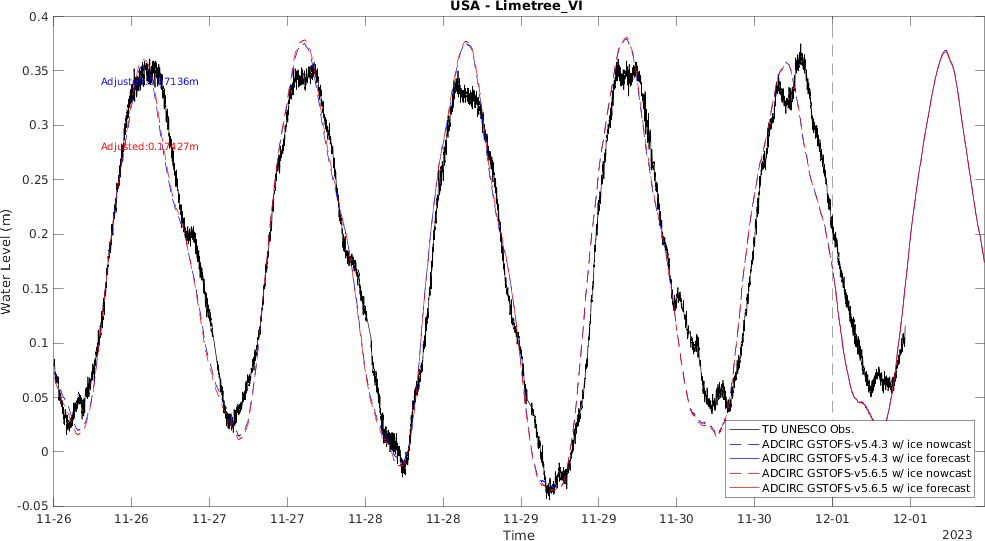 USA - Limetree_VI
0.4
0.35
0.3
0.25
0.2
0.15
0.1
0.05
0
-0.05
Water Level (m)
Adjusted:0.17136m
Adjusted:0.17427m
TD UNESCO Obs.
ADCIRC GSTOFS-v5.4.3 w/ ice nowcast
ADCIRC GSTOFS-v5.4.3 w/ ice forecast
ADCIRC GSTOFS-v5.6.5 w/ ice nowcast
ADCIRC GSTOFS-v5.6.5 w/ ice forecast
11-26 11-26 11-27 11-27 11-28 11-28 11-29 11-29 11-30 11-30 12-01 12-01
Time
2023